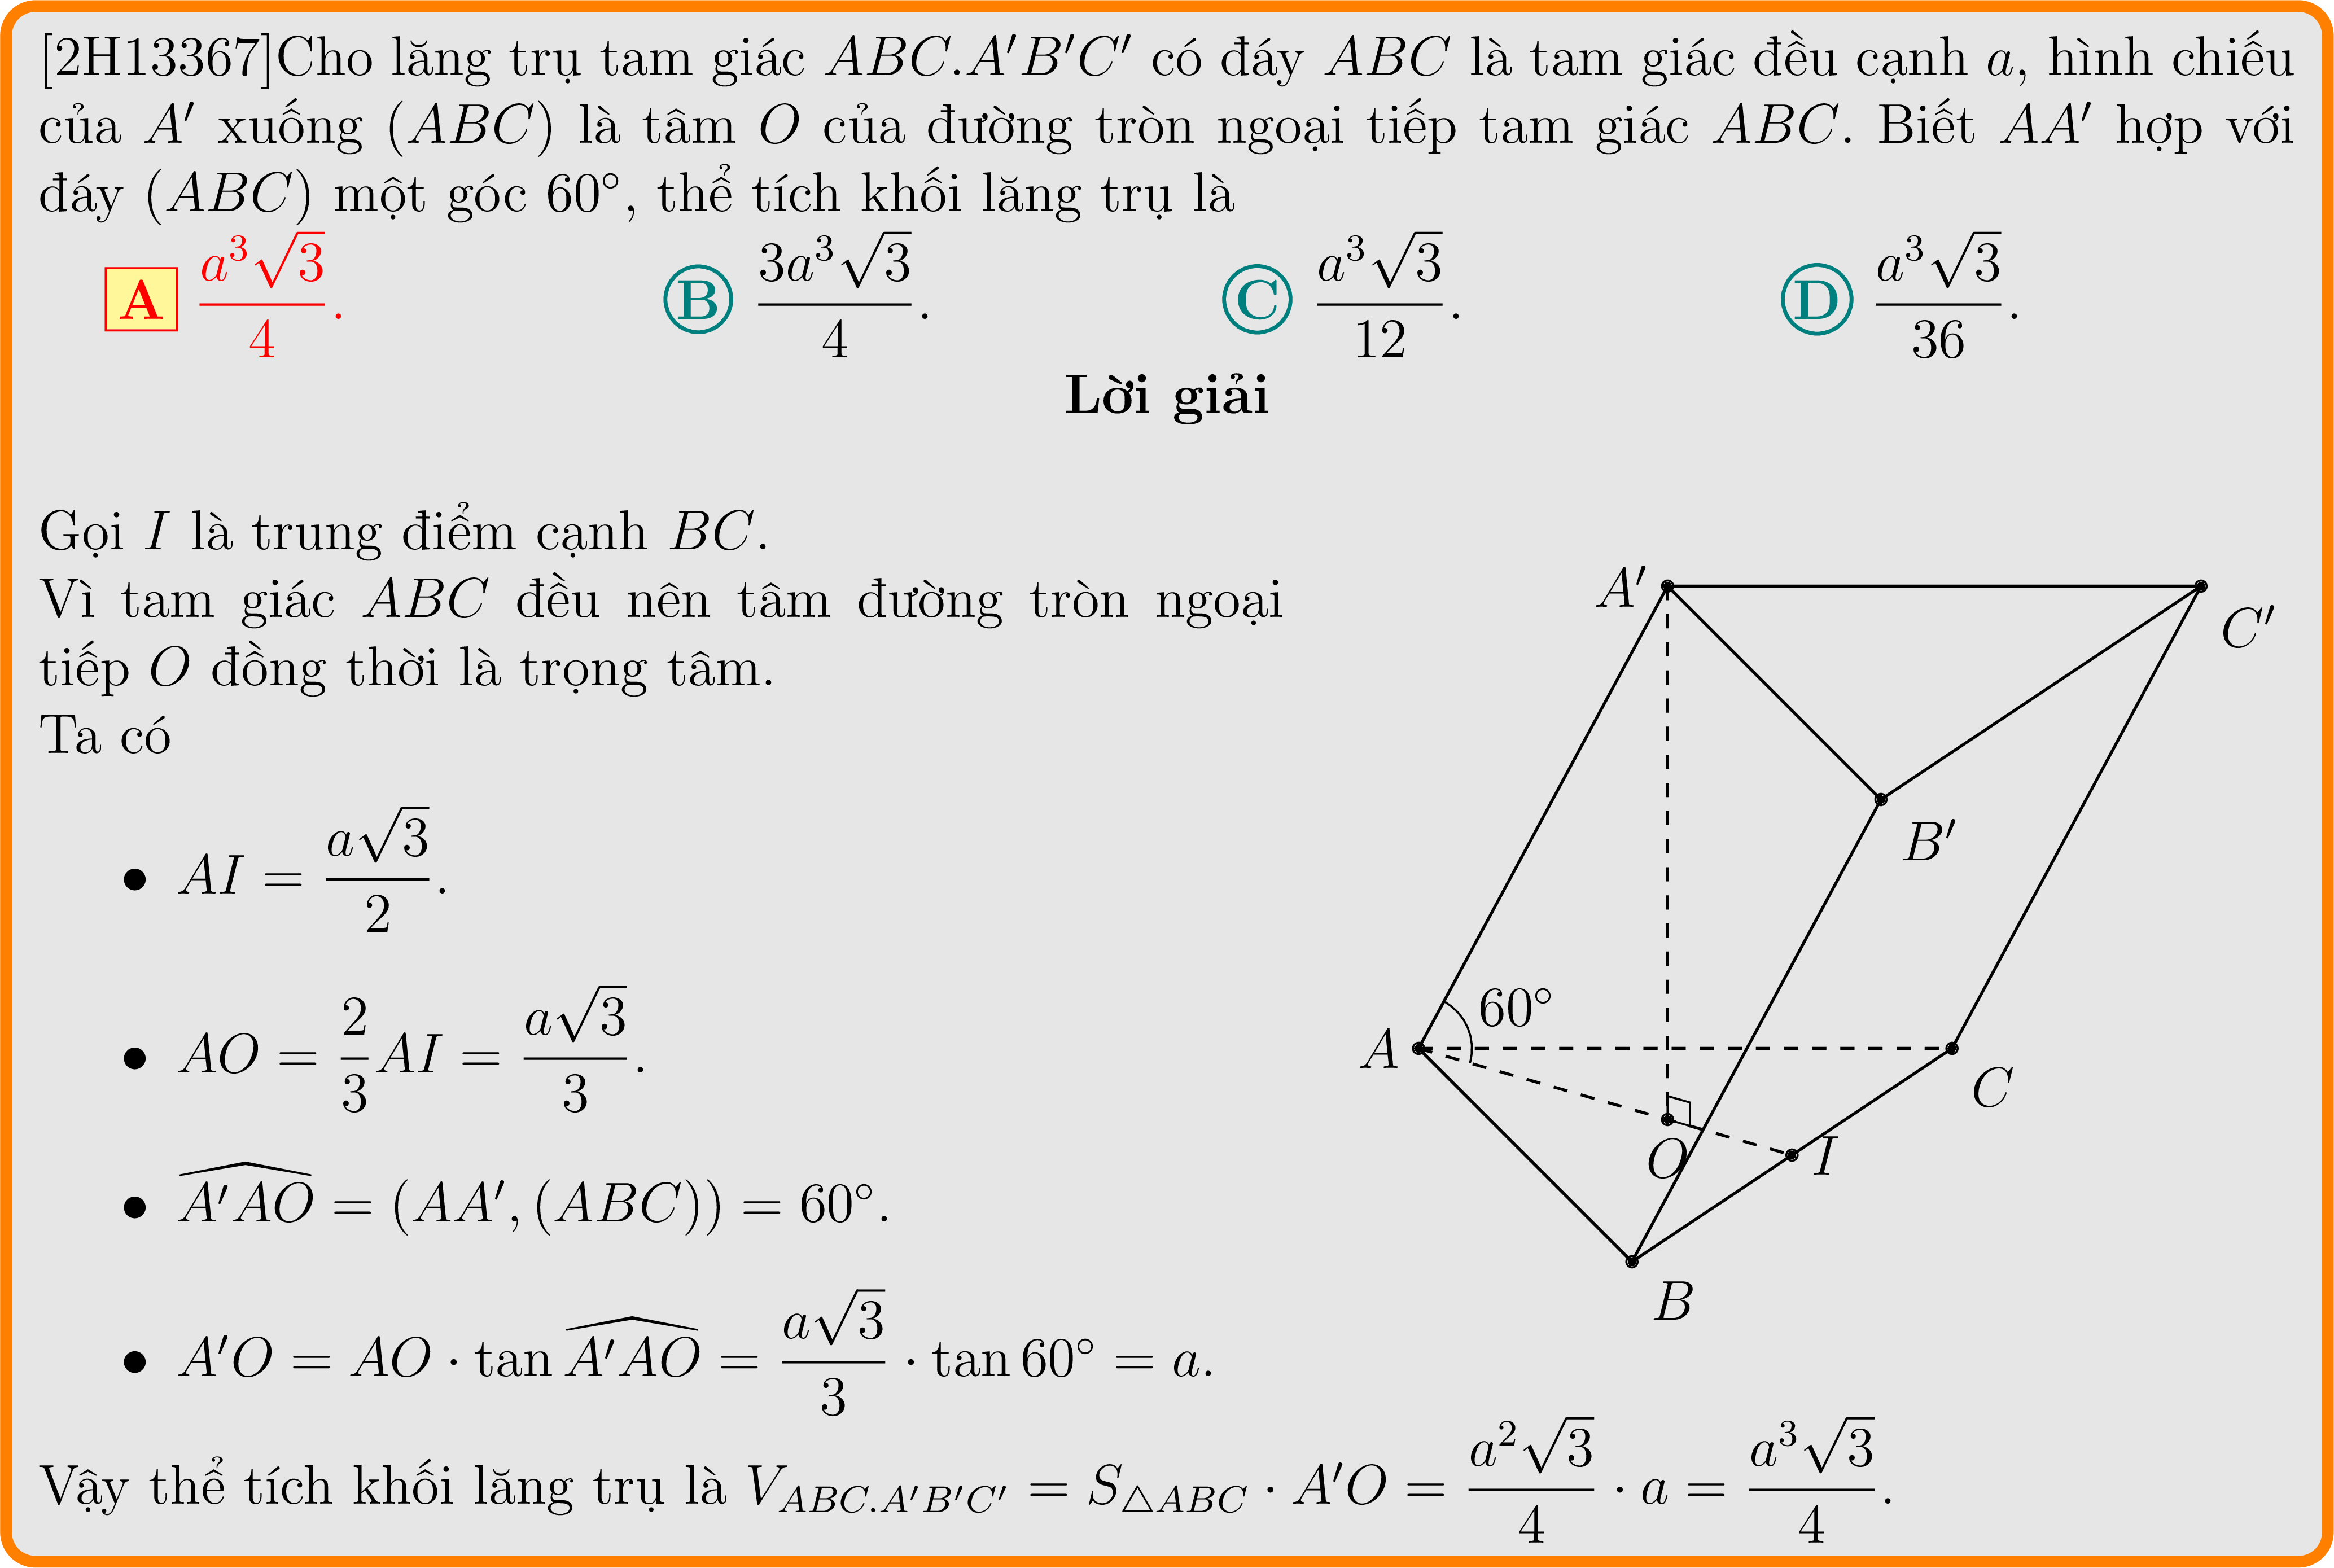 [2H13367]Cho lăng trụ tam giác ABC.A′B′C′ có đáy ABC là tam giác đều cạnh a, hình chiếu
của A′ xuống (ABC) là tâm O của đường tròn ngoại tiếp tam giác ABC. Biết AA′ hợp với
đáy (ABC) một góc 60°, thể tích khối lăng trụ là
A $\frac{a^3\sqrt{3}}{4}$. B $\frac{3a^3\sqrt{3}}{4}$. C $\frac{a^3\sqrt{3}}{12}$. D $\frac{a^3\sqrt{3}}{36}$.
Lời giải
Gọi I là trung điểm cạnh BC.
Vì tam giác ABC đều nên tâm đường tròn ngoại
tiếp O đồng thời là trọng tâm.
Ta có
• $AI = \frac{a\sqrt{3}}{2}$.
• $AO = \frac{2}{3}AI = \frac{a\sqrt{3}}{3}$.
• $\widehat{A'AO} = (AA', (ABC)) = 60^\circ$.
• $A'O = AO \cdot \tan \widehat{A'AO} = \frac{a\sqrt{3}}{3} \cdot \tan 60^\circ = a$.
A′
C′
B′
60°
A
C
O
I
B
Vậy thể tích khối lăng trụ là $V_{ABC.A'B'C'} = S_{\triangle ABC} \cdot A'O = \frac{a^2\sqrt{3}}{4} \cdot a = \frac{a^3\sqrt{3}}{4}$.